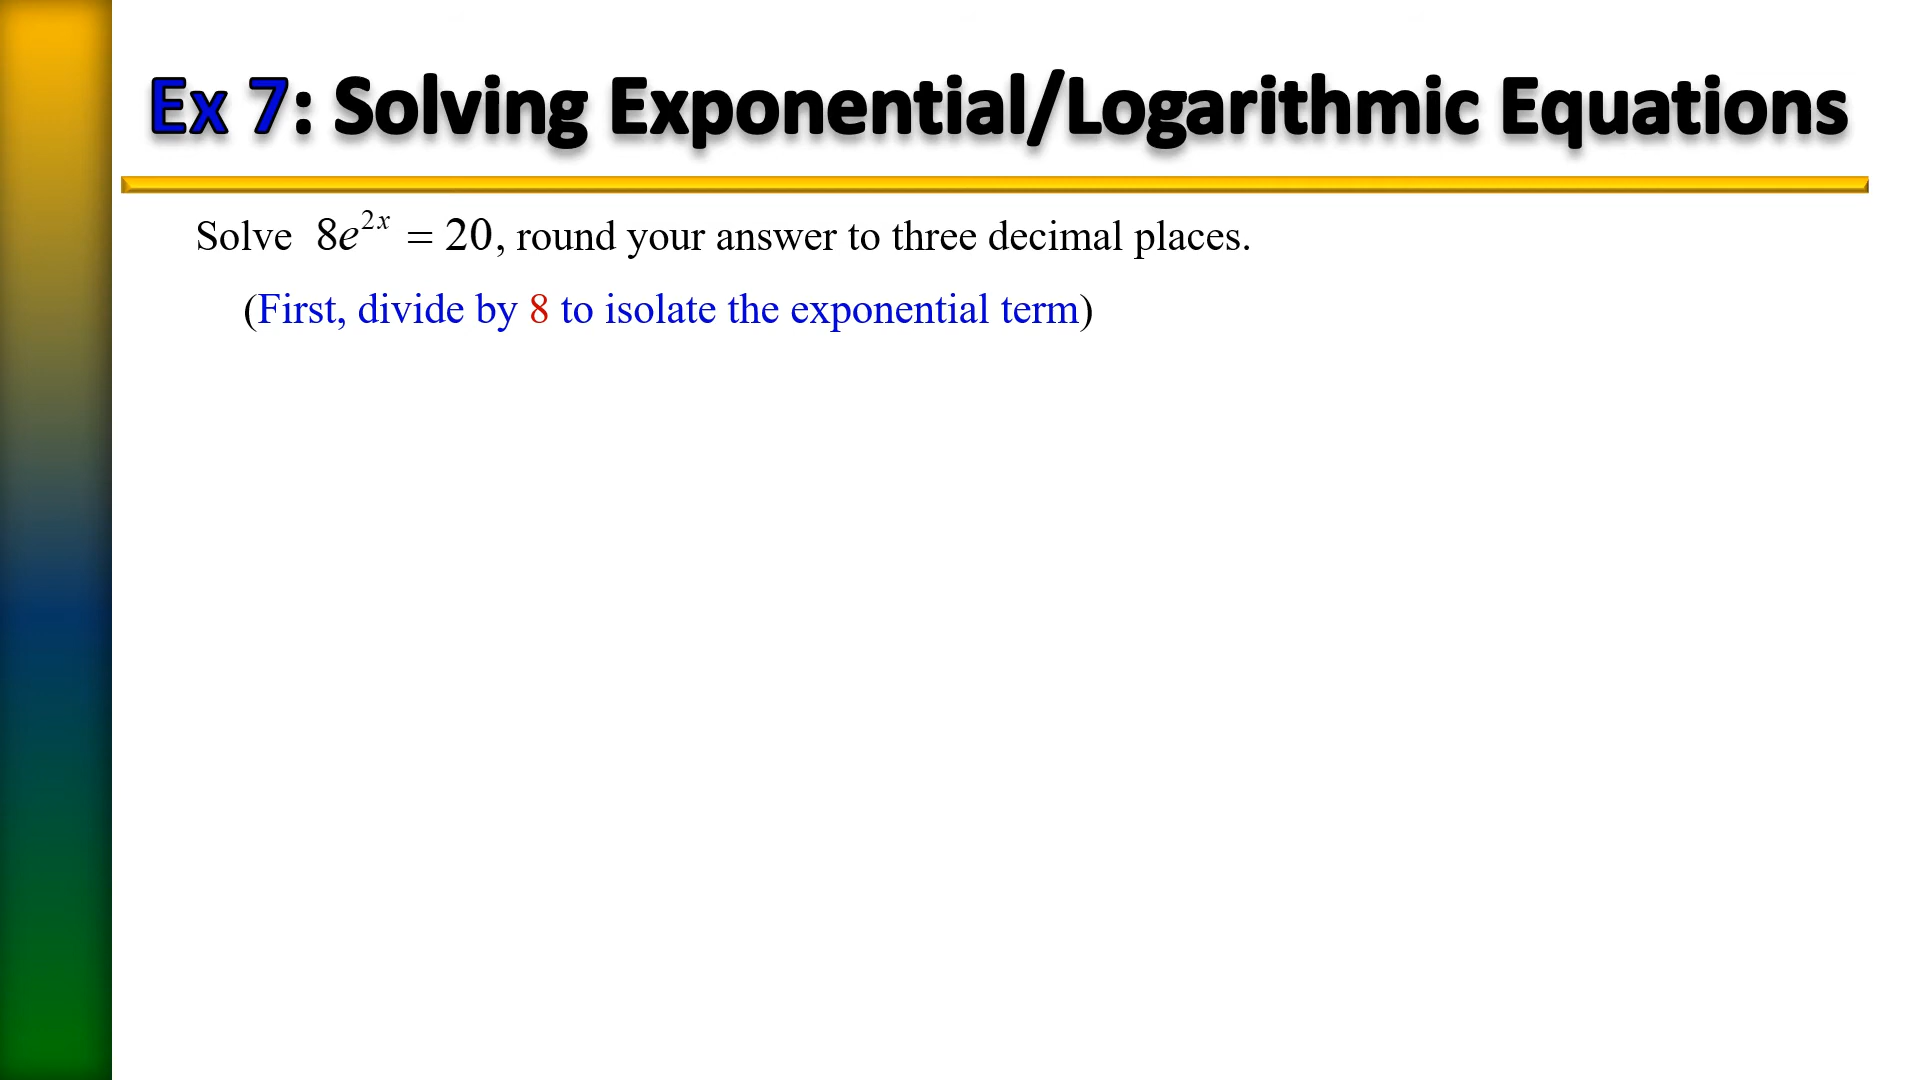 Ex 7: Solving Exponential/Logarithmic Equations
Solve 8e^{2x} = 20, round your answer to three decimal places.
(First, divide by 8 to isolate the exponential term)